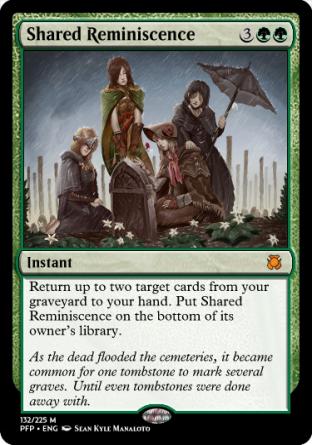 Shared Reminiscence 3
Instant
Return up to two target cards from your
graveyard to your hand. Put Shared
Reminiscence on the bottom of its
owner's library.
As the dead flooded the cemeteries, it became
common for one tombstone to mark several
graves. Until even tombstones were done
away with.
132/225 M
PFP • ENG Sean Kyle Manaloto